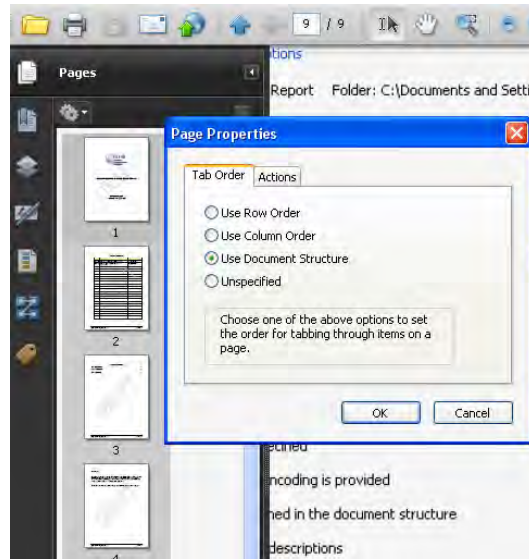 9 / 9
tions
Pages
Report Folder: C:\Documents and Setti
Page Properties
Tab Order Actions
Use Row Order
Use Column Order
Use Document Structure
Unspecified
Choose one of the above options to set
the order for tabbing through items on a
page.
OK Cancel
1
2
3
4
ecified
ncoding is provided
ned in the document structure
descriptions